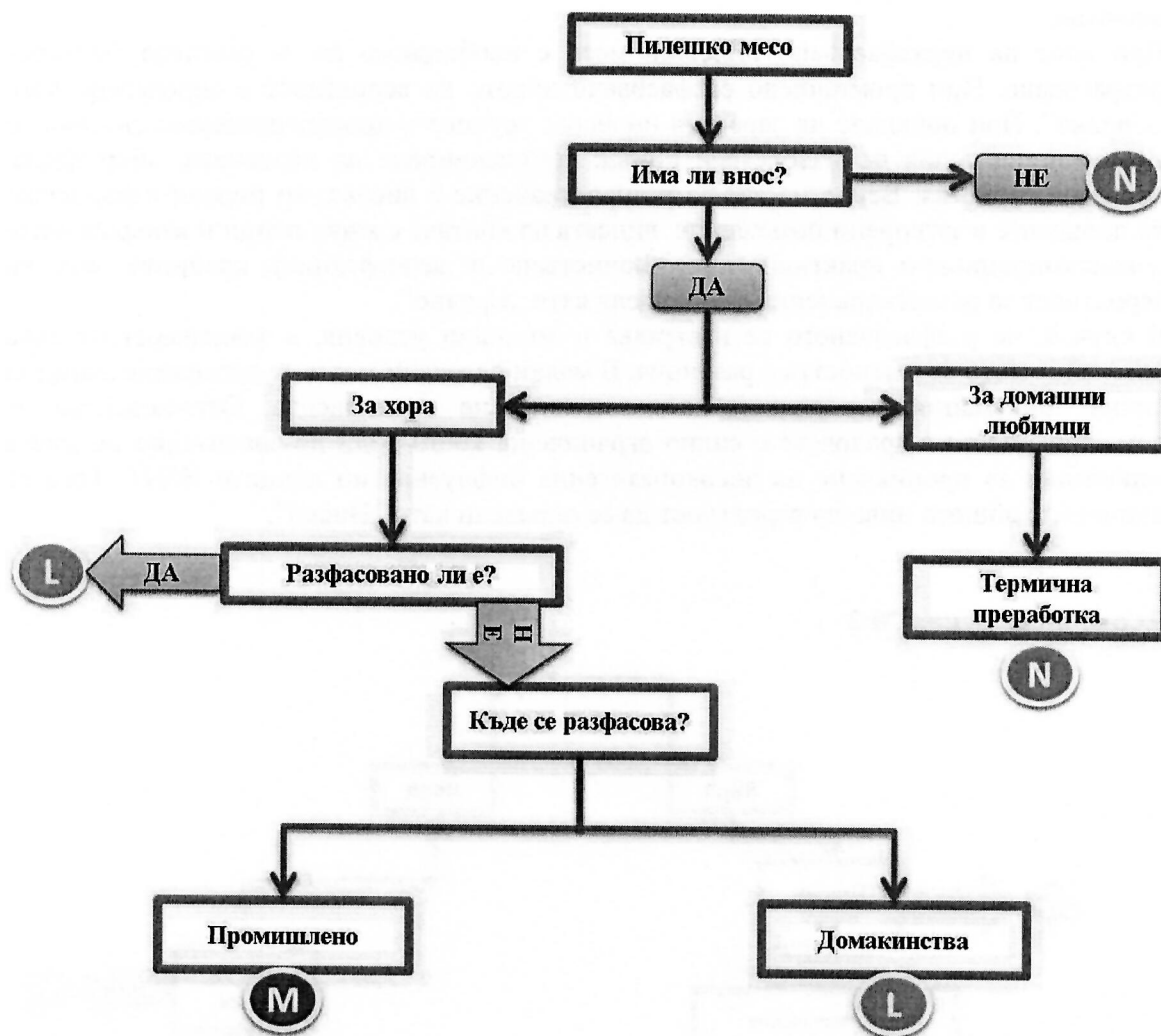 Пилешко месо
Има ли внос?
НЕ
N
ДА
За хора
За домашни
любимци
L
ДА
Разфасовано ли е?
Термична
преработка
НЕ
N
Къде се разфасова?
Промишлено
Домакинства
M
L